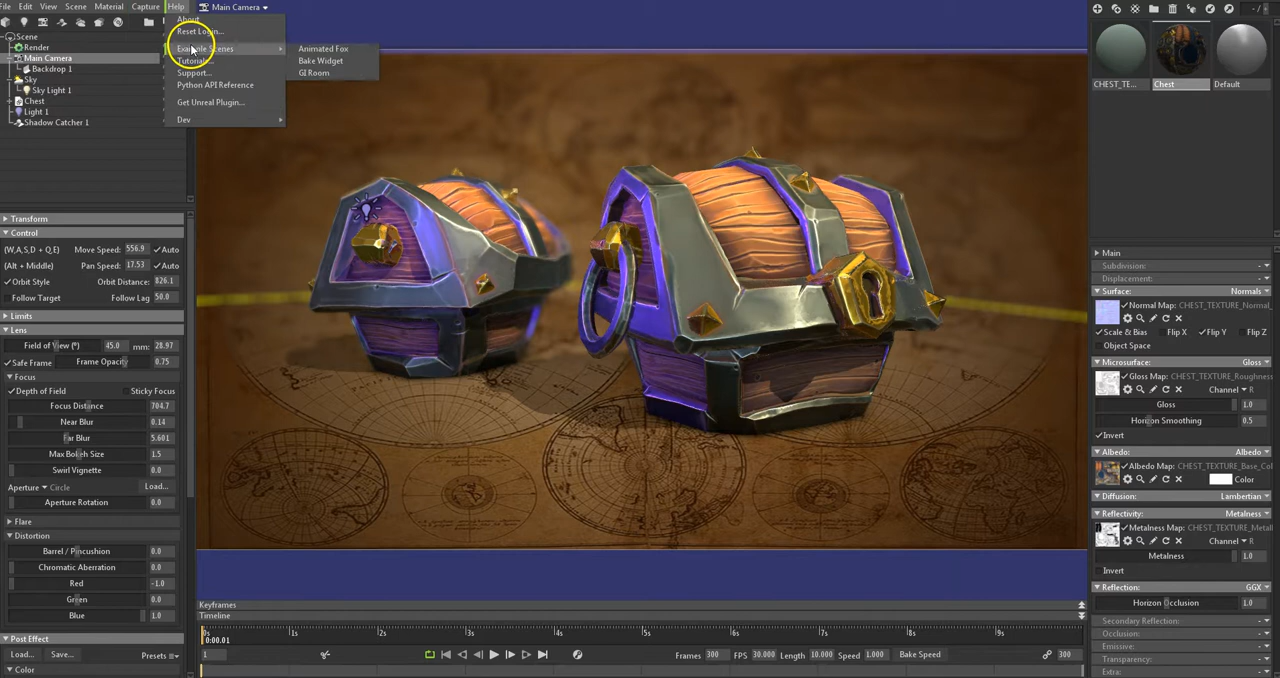 File Edit View Scene Material Capture Help Main Camera
About
Reset Login...
Example Scenes
Tutorials...
Support...
Python API Reference
Get Unreal Plugin...
Dev
Animated Fox
Bake Widget
GI Room
Scene
Render
Main Camera
Backdrop 1
Sky
Sky Light 1
Chest
Light 1
Shadow Catcher 1
Transform
Control
(W,A,S,D + Q,E) Move Speed: 556.9 Auto
(Alt + Middle) Pan Speed: 17.53 Auto
Orbit Style Orbit Distance: 826.1
Follow Target Follow Lag 50.0
Limits
Lens
Field of View (°) 45.0 mm: 28.97
Safe Frame Frame Opacity 0.75
Focus
Depth of Field Sticky Focus
Focus Distance 704.7
Near Blur 0.14
Far Blur 5.601
Max Bokeh Size 1.5
Swirl Vignette 0.0
Aperture Circle Load...
Aperture Rotation 0.0
Flare
Distortion
Barrel / Pincushion 0.0
Chromatic Aberration 0.0
Red -1.0
Green 0.0
Blue 1.0
Post Effect
Load... Save... Presets
Color
Keyframes
Timeline
0s 1s 2s 3s 4s 5s 6s 7s 8s 9s
0:00.01
1 Frames 300 FPS 30.000 Length 10.000 Speed 1.000 Bake Speed 300
CHEST_TE... Chest Default
Main
Subdivision:
Displacement:
Surface: Normals
Normal Map: CHEST_TEXTURE_Normal_
Scale & Bias Flip X Flip Y Flip Z
Object Space
Microsurface: Gloss
Gloss Map: CHEST_TEXTURE_Roughness
Channel R
Gloss 1.0
Horizon Smoothing 0.5
Invert
Albedo: Albedo
Albedo Map: CHEST_TEXTURE_Base_Col
Color
Diffusion: Lambertian
Reflectivity: Metalness
Metalness Map: CHEST_TEXTURE_Metall
Channel R
Metalness 1.0
Invert
Reflection: GGX
Horizon Occlusion 1.0
Secondary Reflection:
Occlusion:
Emissive:
Transparency:
Extra: